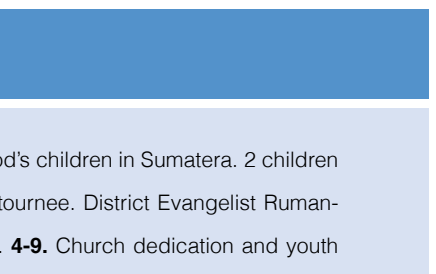 od's children in Sumatera. 2 children
tournee. District Evangelist Ruman-
. 4-9. Church dedication and youth